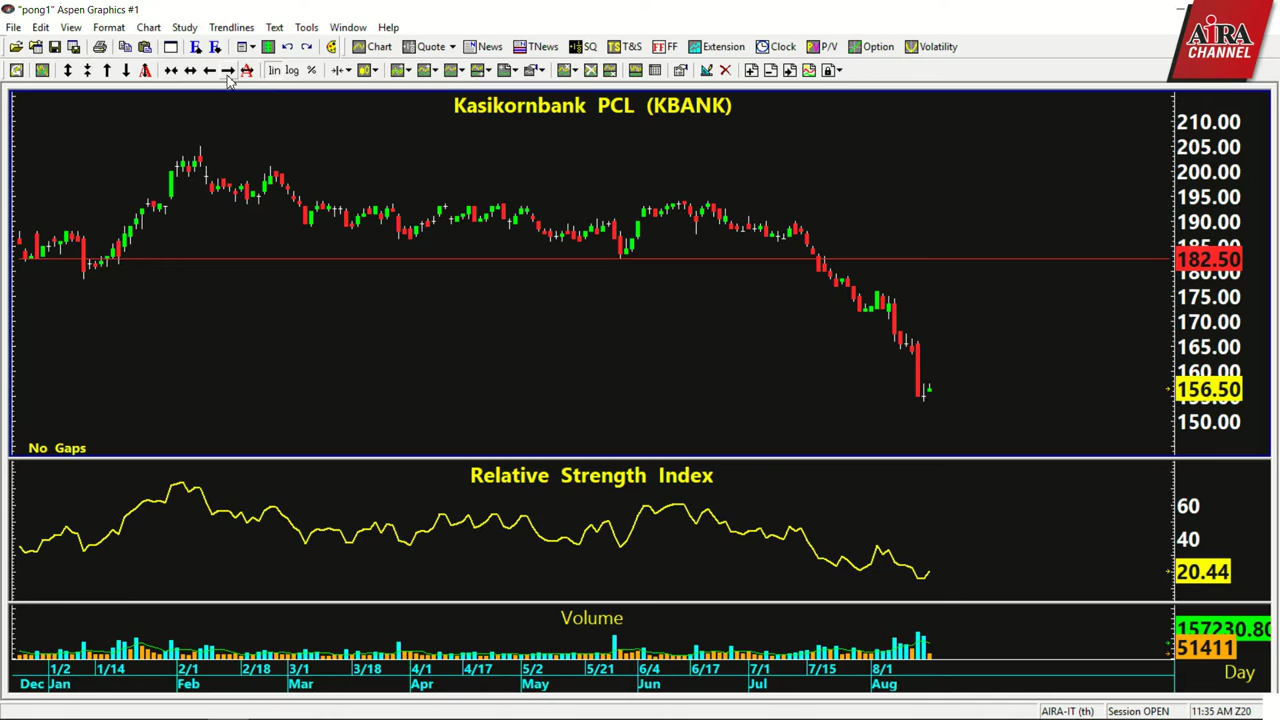 "pong1" Aspen Graphics #1
File Edit View Format Chart Study Trendlines Text Tools Window Help
Chart Quote News TNews SQ T&S FF Extension Clock P/V Option Volatility
lin log %
AIRA
CHANNEL
Kasikornbank PCL (KBANK)
210.00
205.00
200.00
195.00
190.00
185.00
182.50
180.00
175.00
170.00
165.00
160.00
156.50
155.00
150.00
No Gaps
Relative Strength Index
60
40
20.44
Volume
157230.80
51411
1/2 1/14 2/1 2/18 3/1 3/18 4/1 4/17 5/2 5/21 6/4 6/17 7/1 7/15 8/1
Dec Jan Feb Mar Apr May Jun Jul Aug
Day
AIRA-IT (th) Session OPEN 11:35 AM Z20